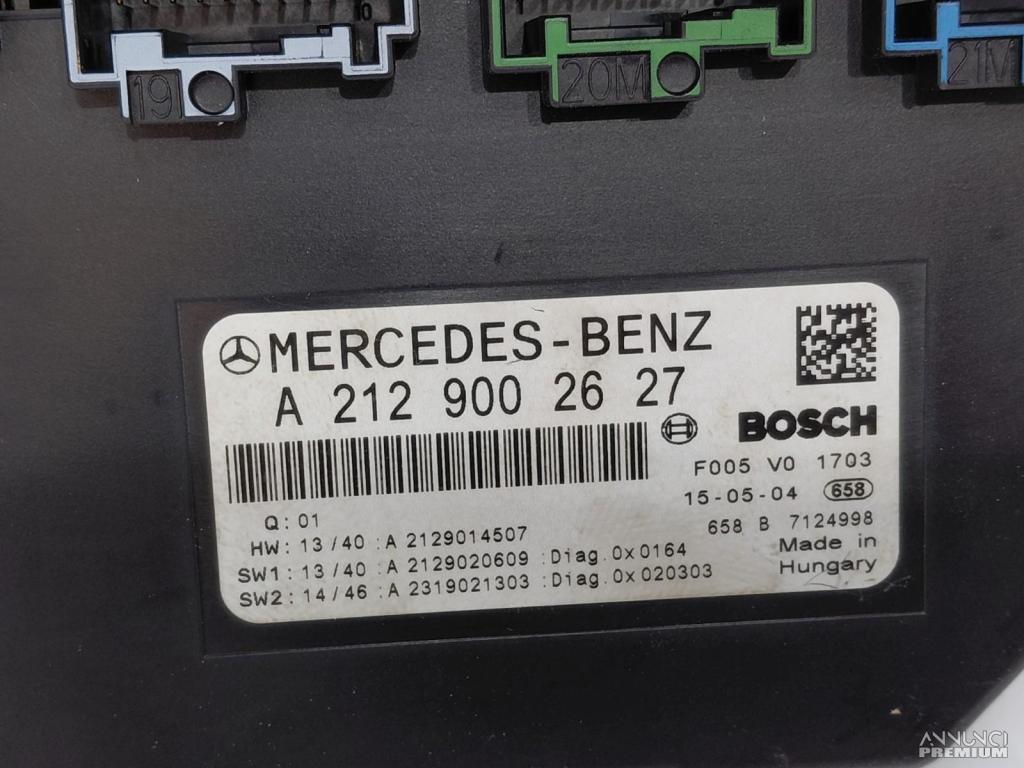 19
20M
21M
MERCEDES-BENZ
A 212 900 26 27
BOSCH
F005 V0 1703
15-05-04 658
Q: 01
658 B 7124998
HW: 13/40 :A 2129014507
Made in
SW1: 13/40 :A 2129020609 :Diag.0x0164
Hungary
SW2: 14/46 :A 2319021303 :Diag.0x020303
ANNUNCI
PREMIUM